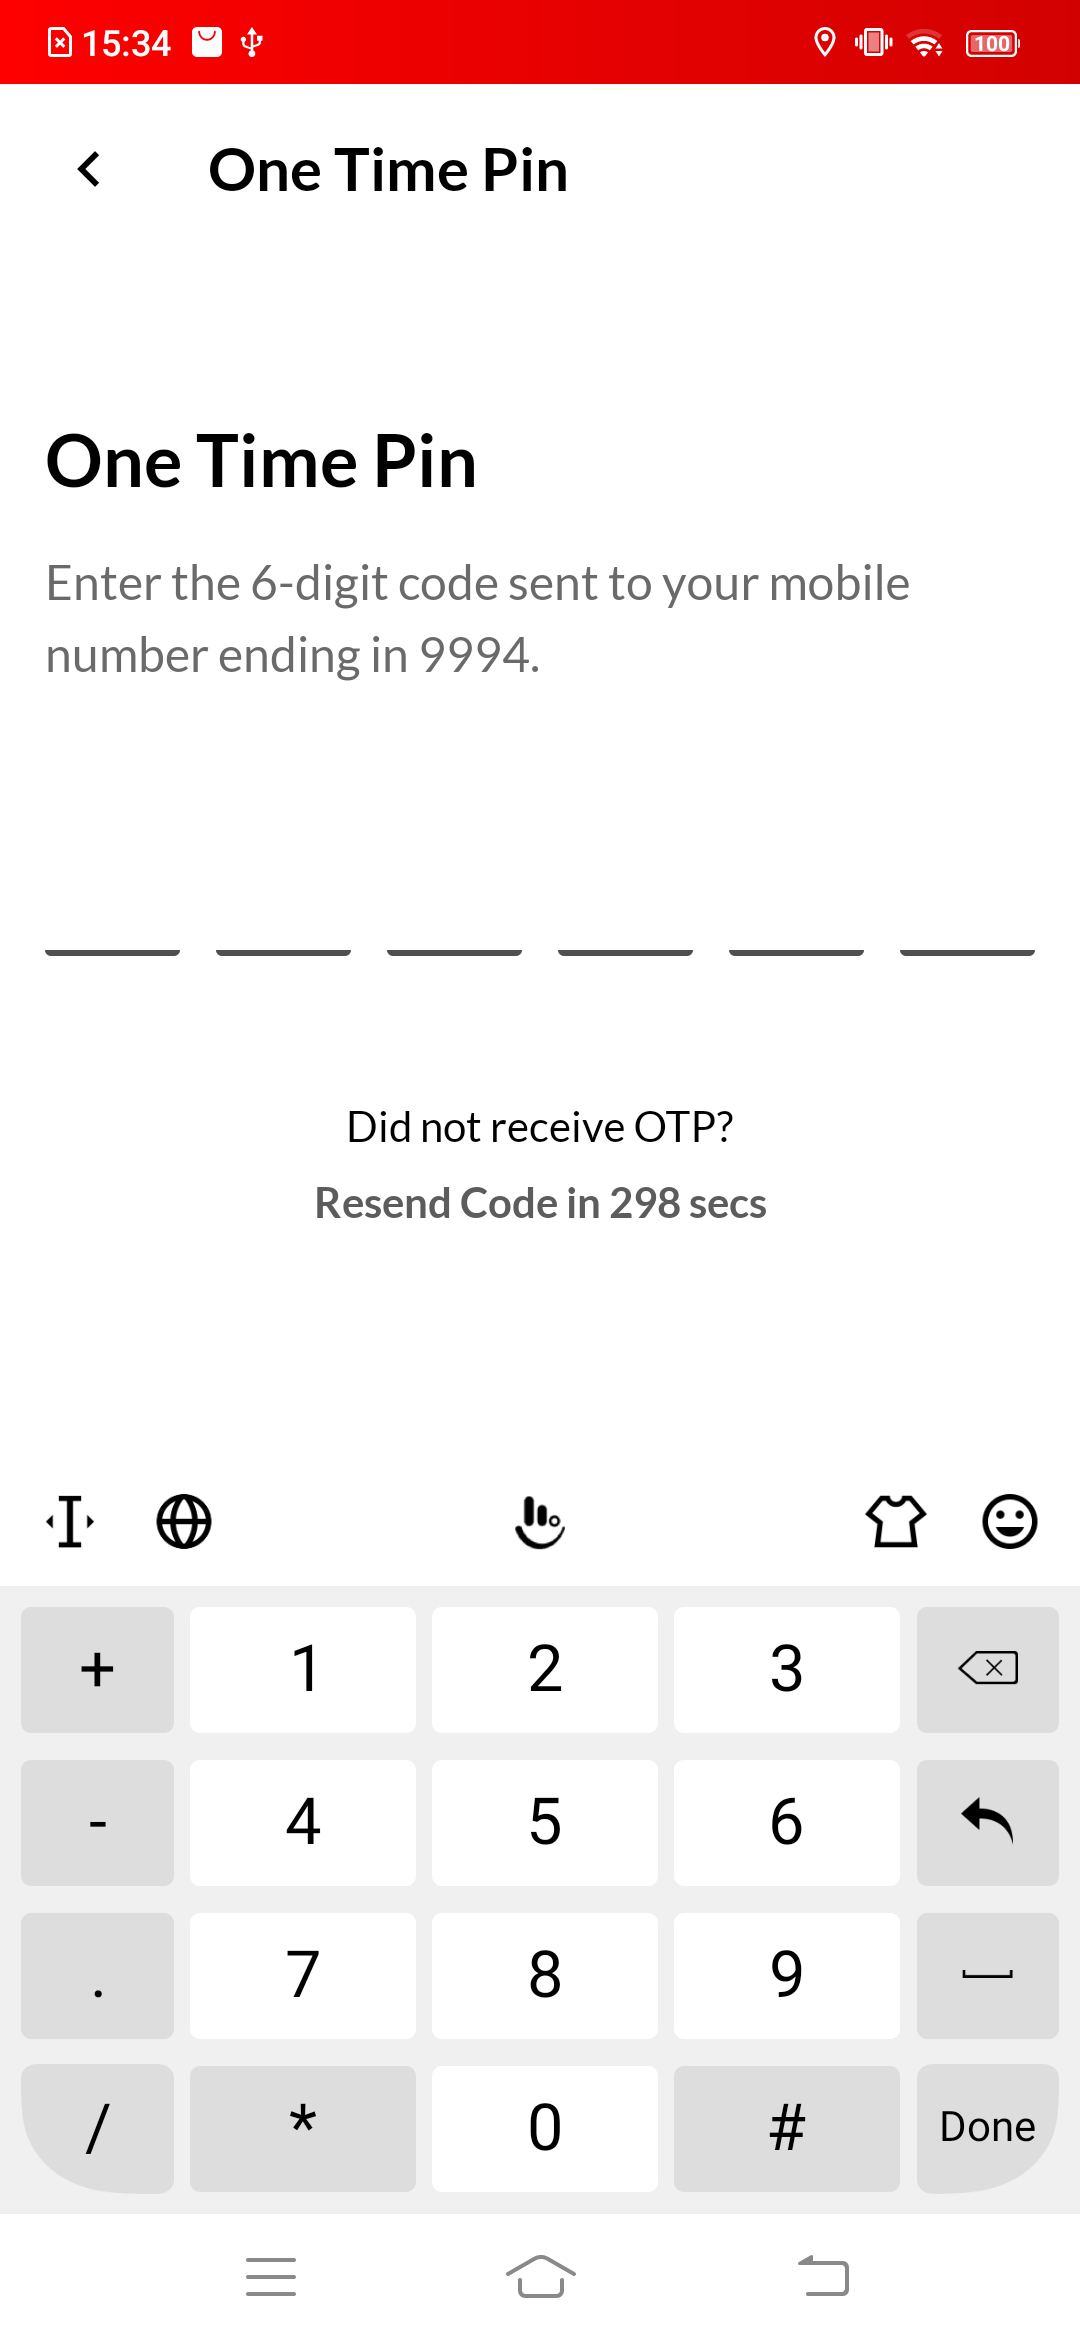 15:34
100
One Time Pin
One Time Pin
Enter the 6-digit code sent to your mobile
number ending in 9994.
Did not receive OTP?
Resend Code in 298 secs
+ 1 2 3
- 4 5 6
. 7 8 9
/ * 0 # Done